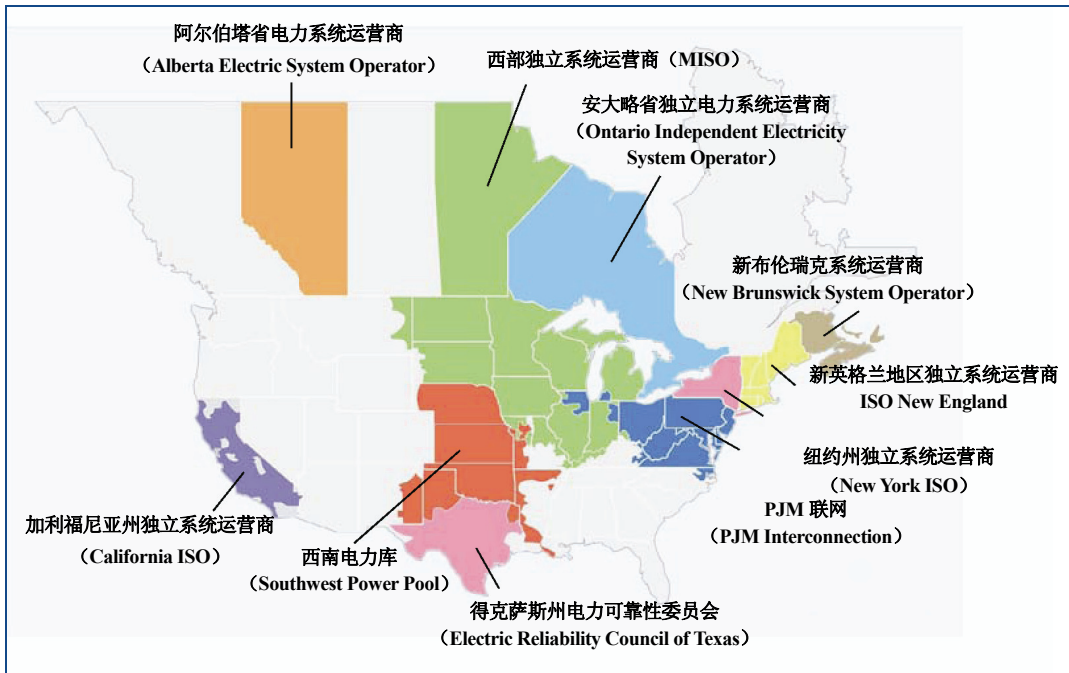 阿尔伯塔省电力系统运营商
（Alberta Electric System Operator）
西部独立系统运营商（MISO）
安大略省独立电力系统运营商
（Ontario Independent Electricity
System Operator）
新布伦瑞克系统运营商
（New Brunswick System Operator）
新英格兰地区独立系统运营商
ISO New England
纽约州独立系统运营商
（New York ISO）
PJM 联网
（PJM Interconnection）
加利福尼亚州独立系统运营商
（California ISO）
西南电力库
（Southwest Power Pool）
得克萨斯州电力可靠性委员会
（Electric Reliability Council of Texas）